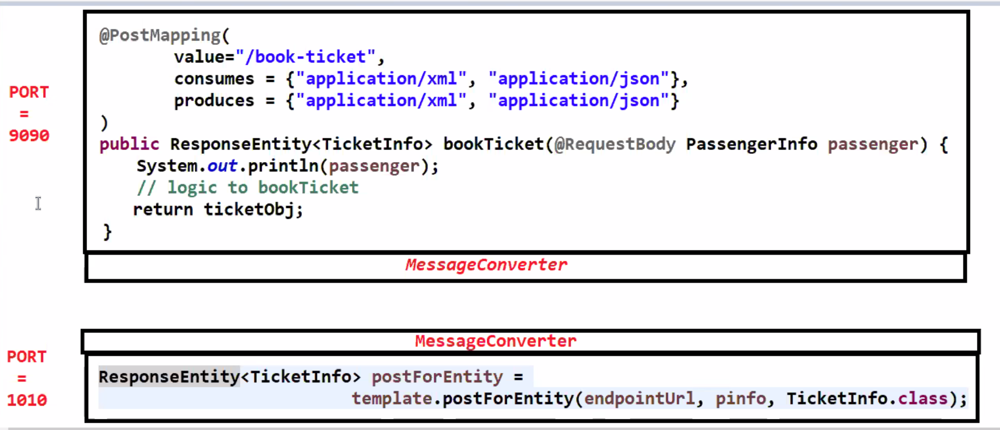 @PostMapping(
value="/book-ticket",
consumes = {"application/xml", "application/json"},
produces = {"application/xml", "application/json"}
)
public ResponseEntity<TicketInfo> bookTicket(@RequestBody PassengerInfo passenger) {
System.out.println(passenger);
// logic to bookTicket
return ticketObj;
}
PORT
=
9090
MessageConverter
MessageConverter
PORT
=
1010
ResponseEntity<TicketInfo> postForEntity =
template.postForEntity(endpointUrl, pinfo, TicketInfo.class);